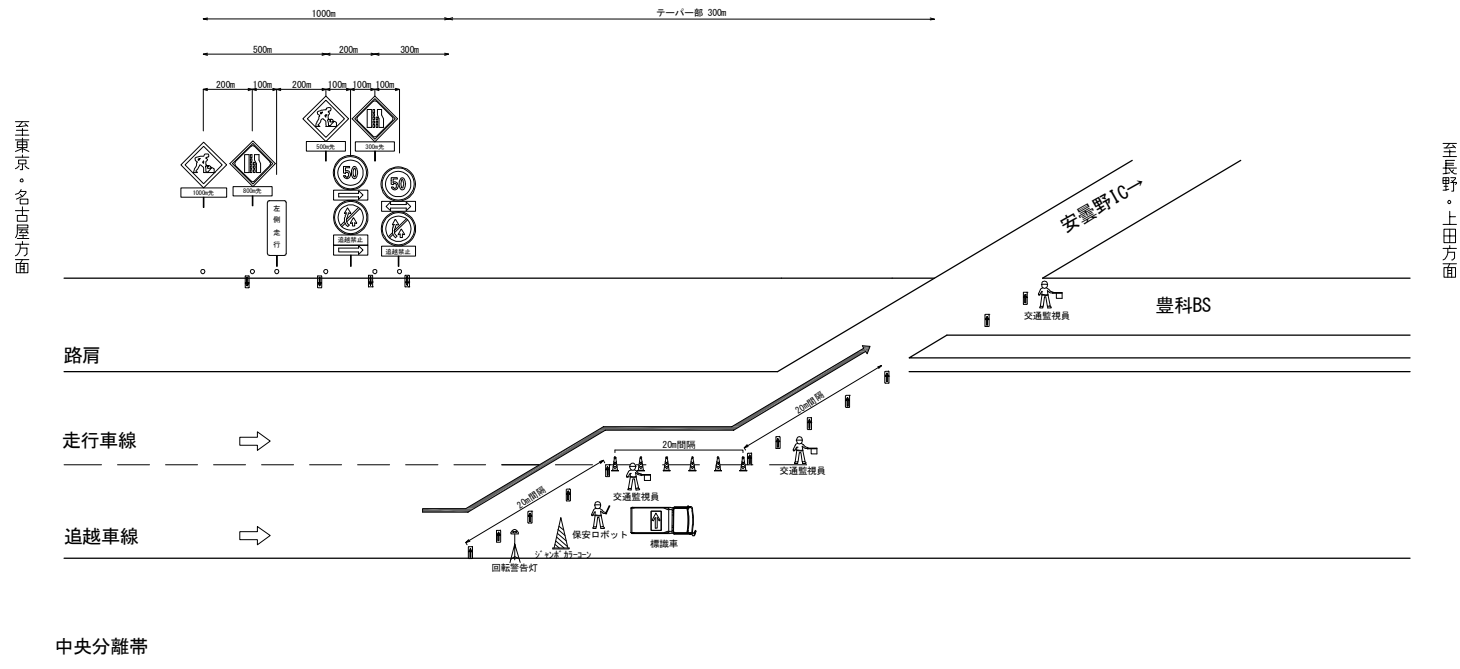 1000m
テーパー部 300m
500m
200m
300m
200m
100m
200m
100m
100m
100m
500m先
300m先
1000m先
800m先
50
50
左側走行
追越禁止
追越禁止
至東京・名古屋方面
至長野・上田方面
安曇野IC→
交通監視員
豊科BS
路肩
20m間隔
走行車線
20m間隔
交通監視員
20m間隔
交通監視員
追越車線
保安ロボット
標識車
ジャンボカラーコーン
回転警告灯
中央分離帯